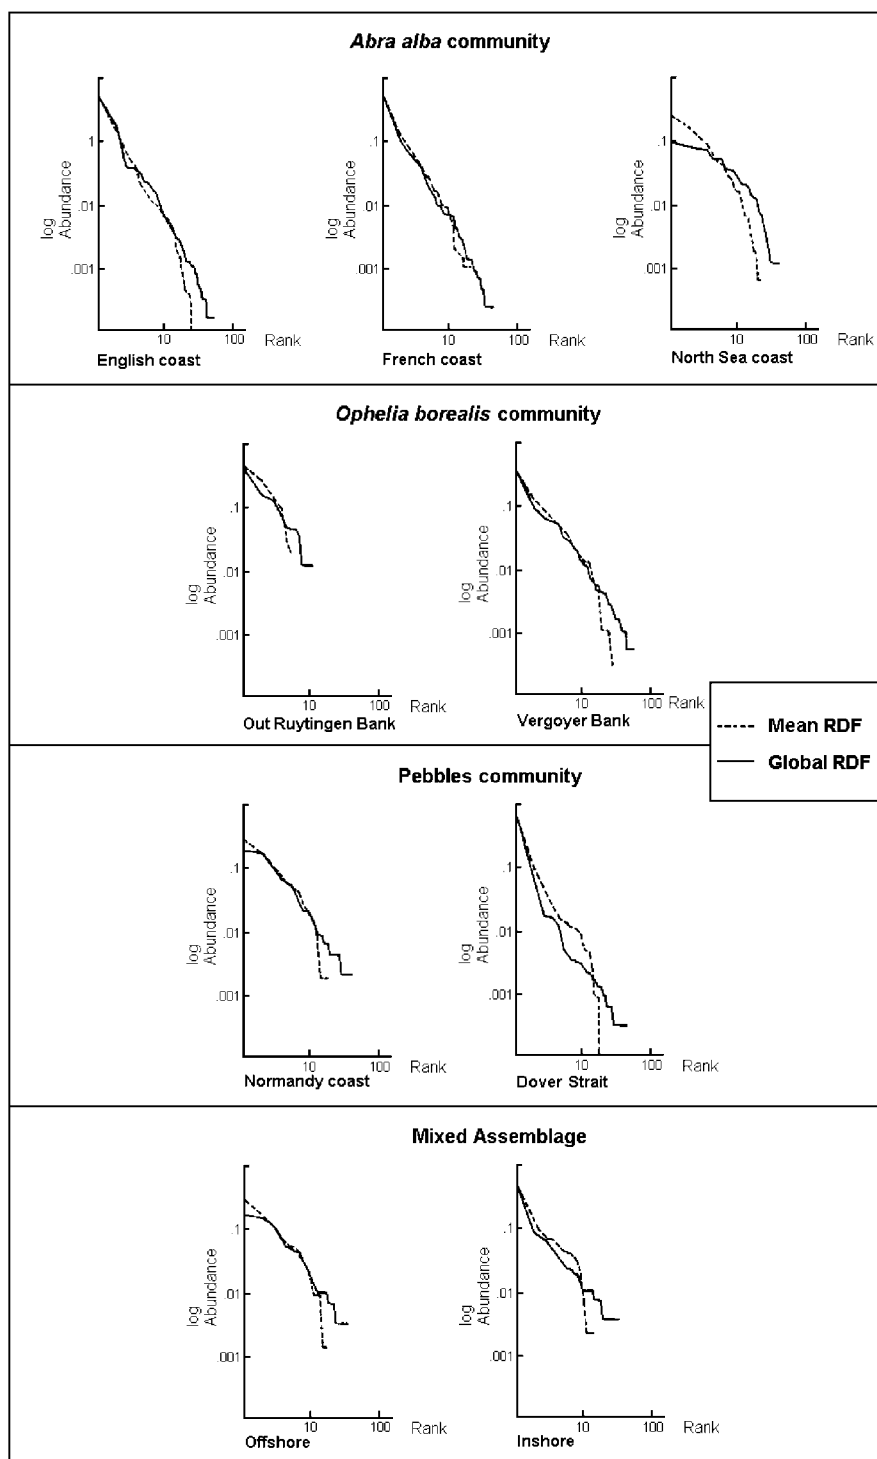 Abra alba community
log
Abundance
.1
.01
.001
10
100
Rank
English coast
log
Abundance
.1
.01
.001
10
100
Rank
French coast
log
Abundance
.1
.01
.001
10
100
Rank
North Sea coast
Ophelia borealis community
log
Abundance
.1
.01
.001
10
100
Rank
Out Ruytingen Bank
log
Abundance
.1
.01
.001
10
100
Rank
Vergoyer Bank
Mean RDF
Global RDF
Pebbles community
log
Abundance
.1
.01
.001
10
100
Rank
Normandy coast
log
Abundance
.1
.01
.001
10
100
Rank
Dover Strait
Mixed Assemblage
log
Abundance
.1
.01
.001
10
100
Rank
Offshore
log
Abundance
.1
.01
.001
10
100
Rank
Inshore